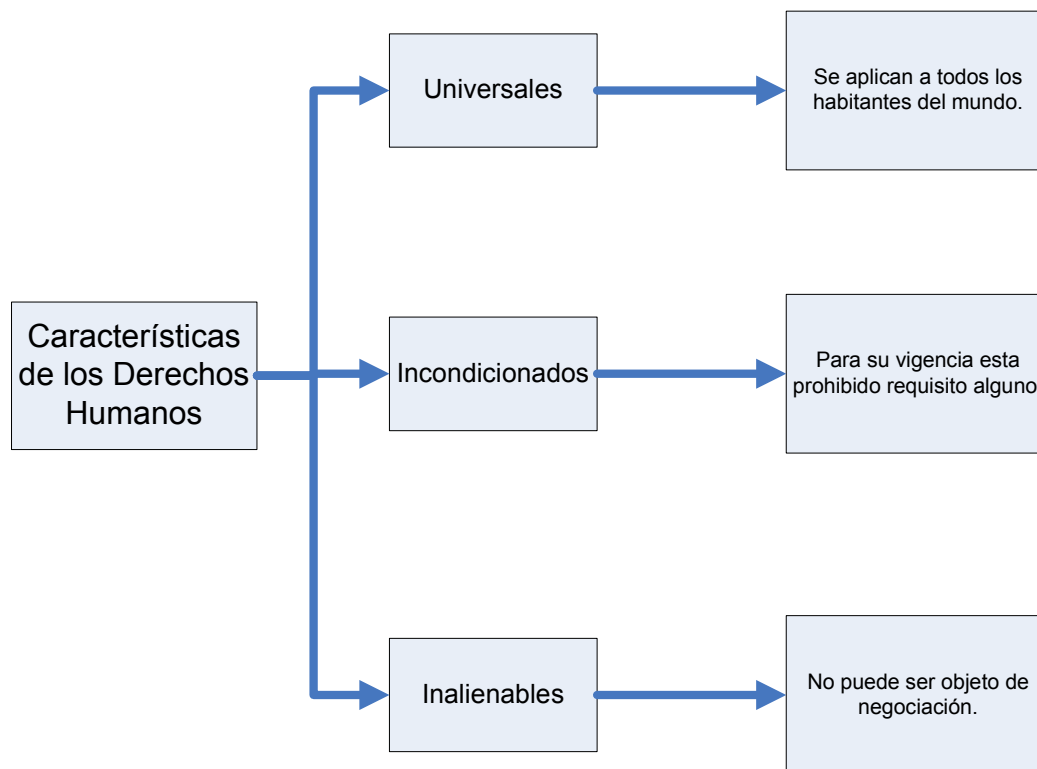 Universales
Se aplican a todos los
habitantes del mundo.
Características
de los Derechos
Humanos
Incondicionados
Para su vigencia esta
prohibido requisito alguno
Inalienables
No puede ser objeto de
negociación.